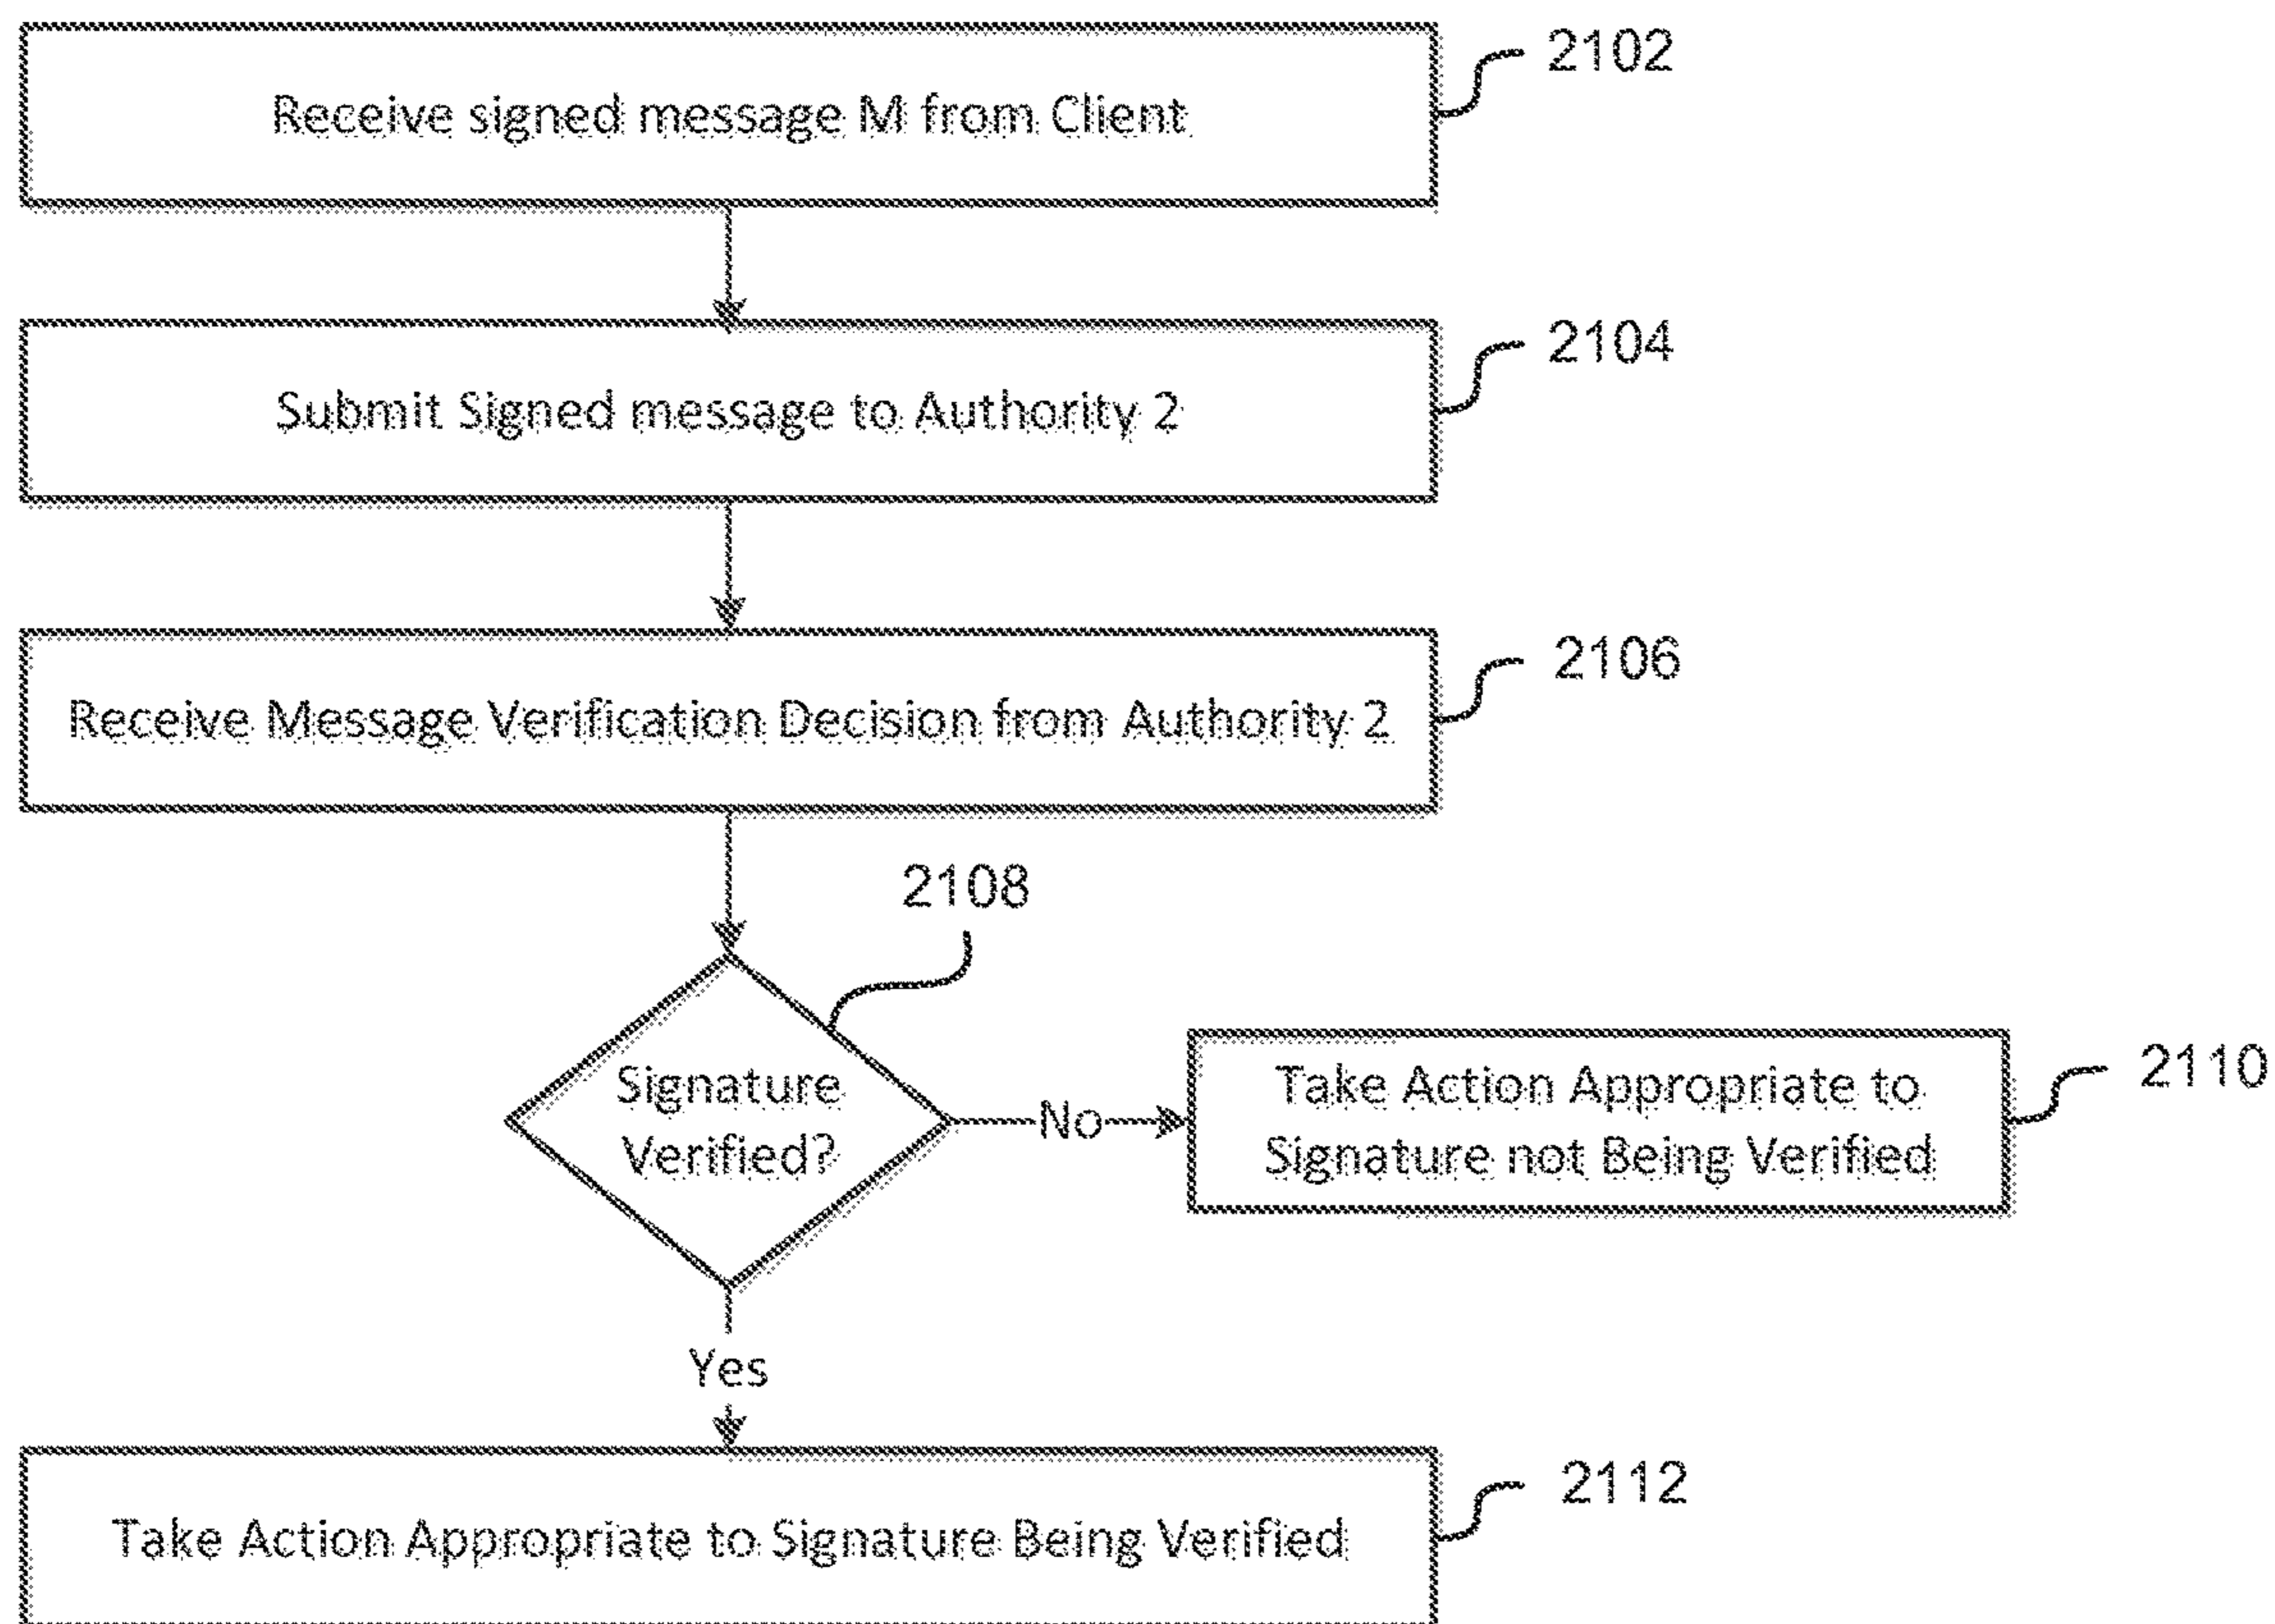 Receive signed message M from Client
2102
Submit Signed message to Authority 2
2104
Receive Message Verification Decision from Authority 2
2106
2108
Signature
Verified?
No
Take Action Appropriate to
Signature not Being Verified
2110
Yes
Take Action Appropriate to Signature Being Verified
2112